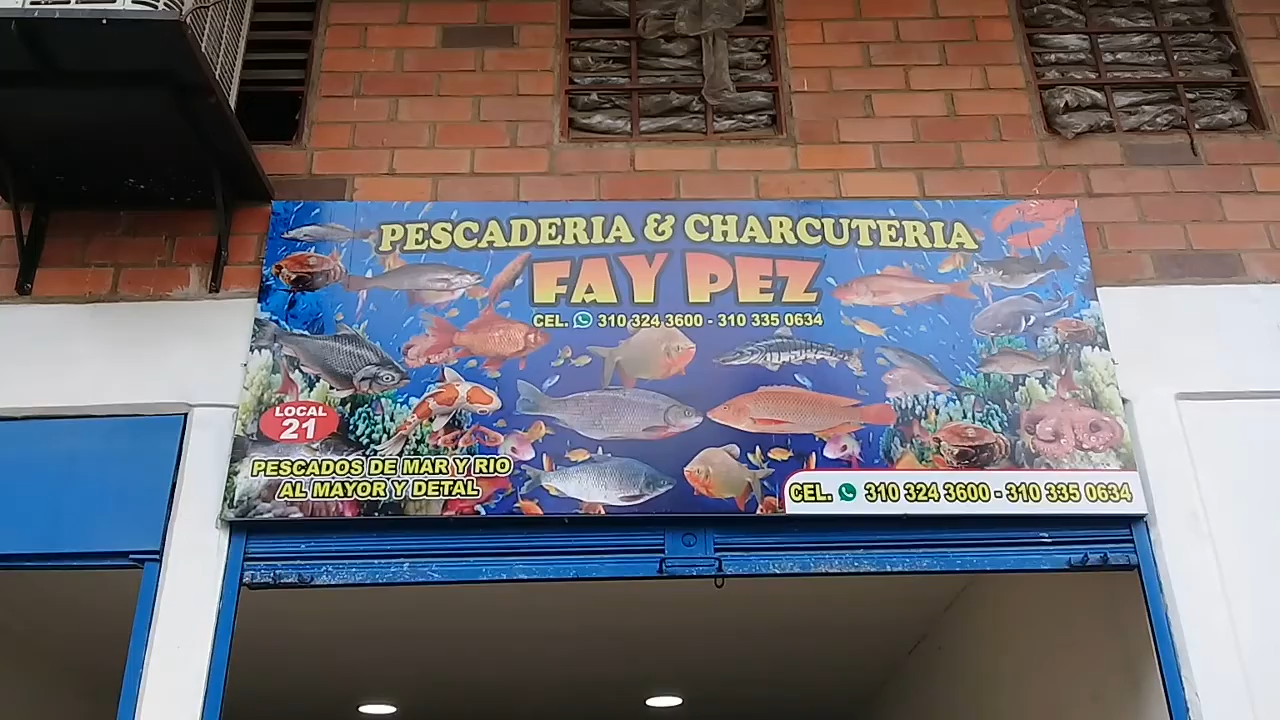 PESCADERIA & CHARCUTERIA
FAY PEZ
CEL. 310 324 3600 - 310 335 0634
LOCAL
21
PESCADOS DE MAR Y RIO
AL MAYOR Y DETAL
CEL. 310 324 3600 - 310 335 0634